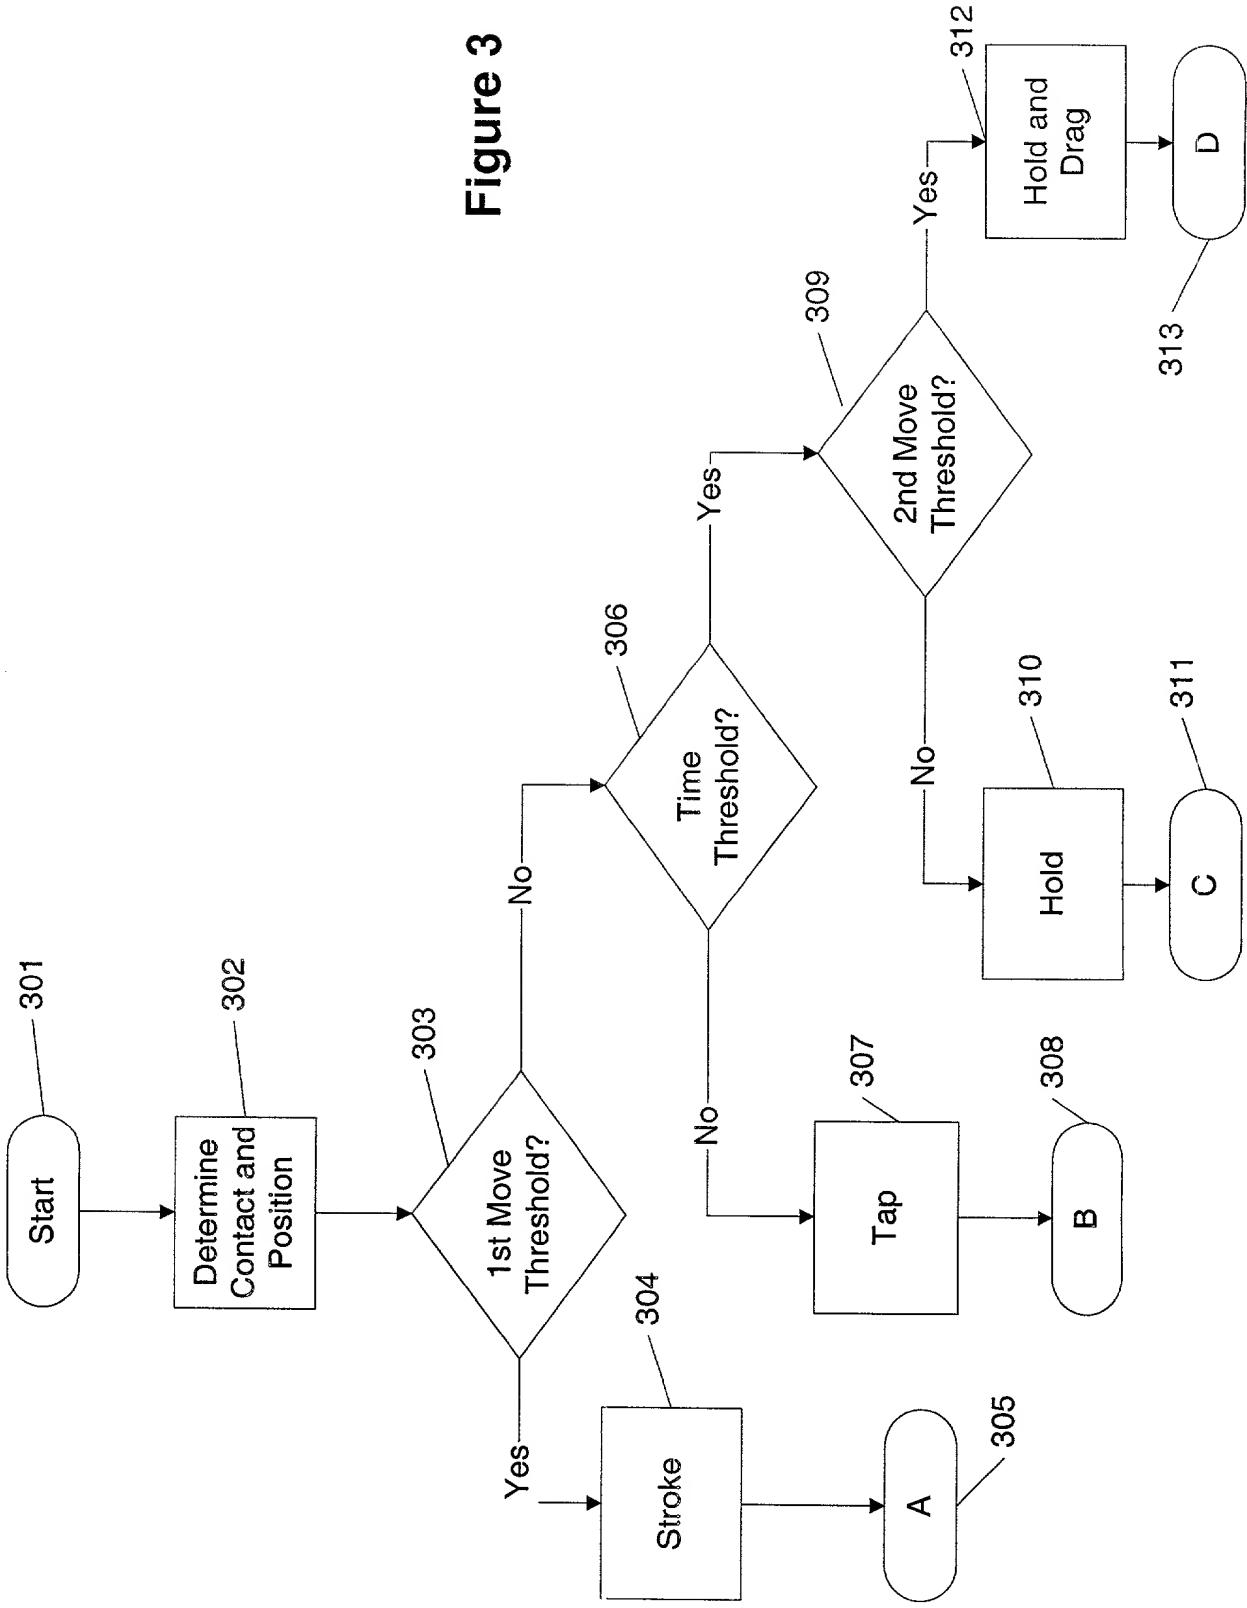 Figure 3
301
Start
302
Determine
Contact and
Position
303
1st Move
Threshold?
Yes
No
304
Stroke
305
A
306
Time
Threshold?
No
Yes
307
Tap
308
B
309
2nd Move
Threshold?
No
Yes
310
Hold
311
C
312
Hold and
Drag
313
D